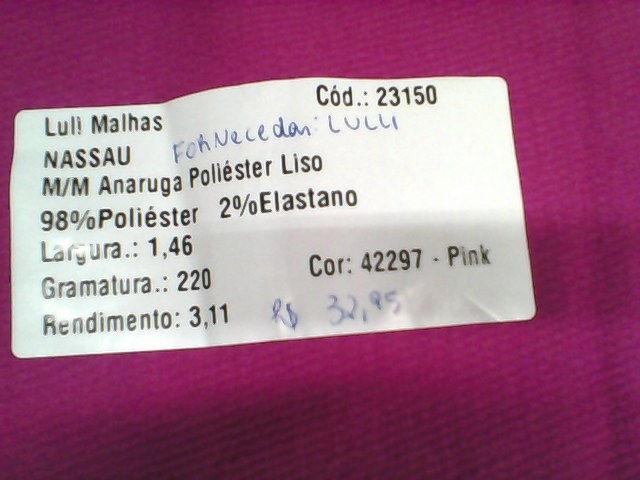 Cód.: 23150
Luli Malhas
Fornecedor: LULLI
NASSAU
M/M Anaruga Poliéster Liso
98%Poliéster 2%Elastano
Largura.: 1,46
Gramatura.: 220
Cor: 42297 - Pink
Rendimento: 3,11
R$ 32,95